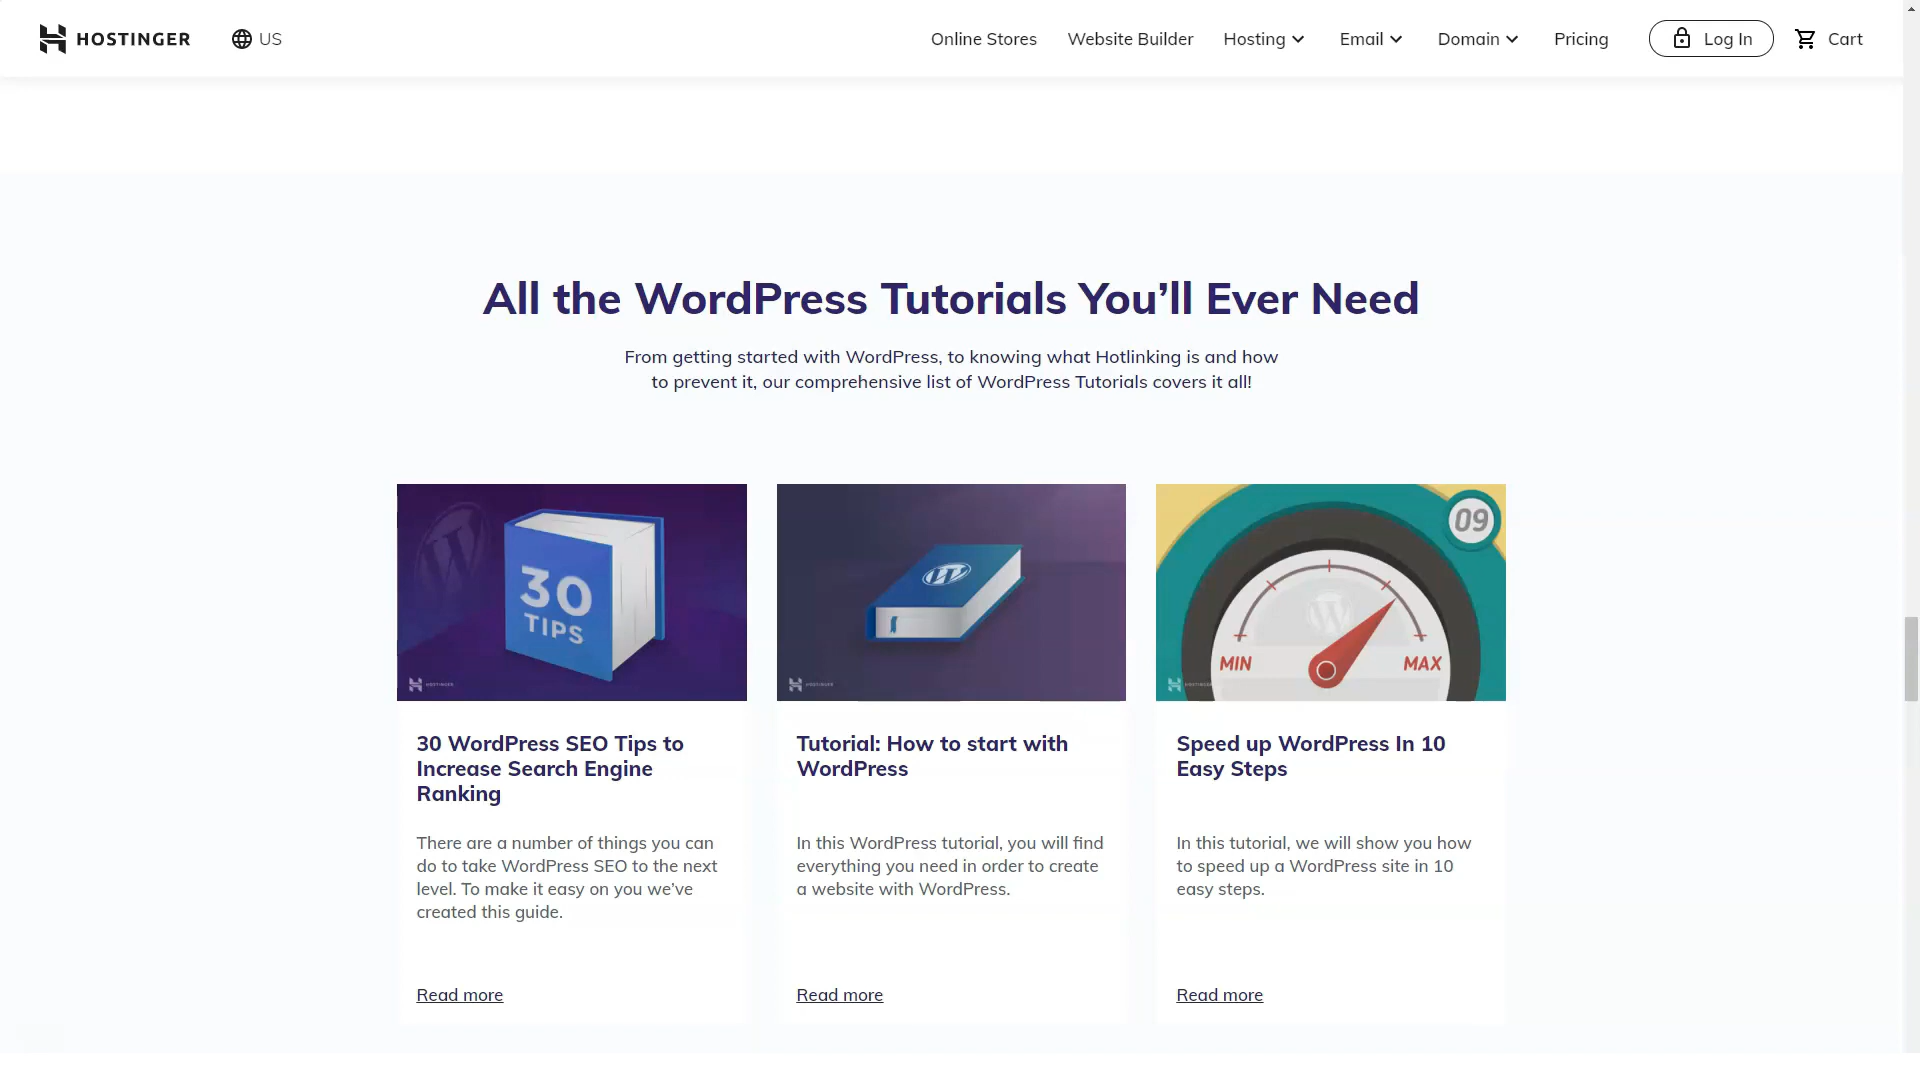 HOSTINGER
US
Online Stores
Website Builder
Hosting
Email
Domain
Pricing
Log In
Cart
All the WordPress Tutorials You’ll Ever Need
From getting started with WordPress, to knowing what Hotlinking is and how
to prevent it, our comprehensive list of WordPress Tutorials covers it all!
30
TIPS
HOSTINGER
30 WordPress SEO Tips to
Increase Search Engine
Ranking
There are a number of things you can
do to take WordPress SEO to the next
level. To make it easy on you we’ve
created this guide.
Read more
HOSTINGER
Tutorial: How to start with
WordPress
In this WordPress tutorial, you will find
everything you need in order to create
a website with WordPress.
Read more
09
MIN
MAX
HOSTINGER
Speed up WordPress In 10
Easy Steps
In this tutorial, we will show you how
to speed up a WordPress site in 10
easy steps.
Read more